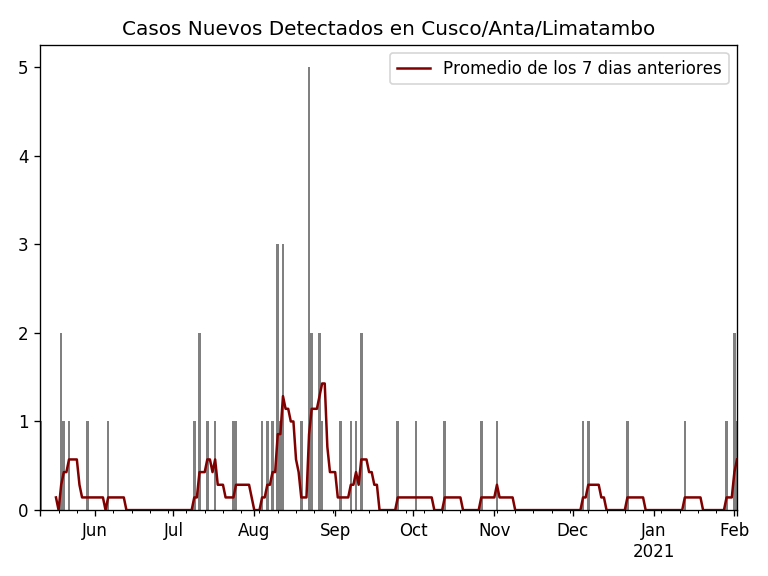 Casos Nuevos Detectados en Cusco/Anta/Limatambo
Promedio de los 7 dias anteriores
5
4
3
2
1
0
Jun Jul Aug Sep Oct Nov Dec Jan Feb
2021